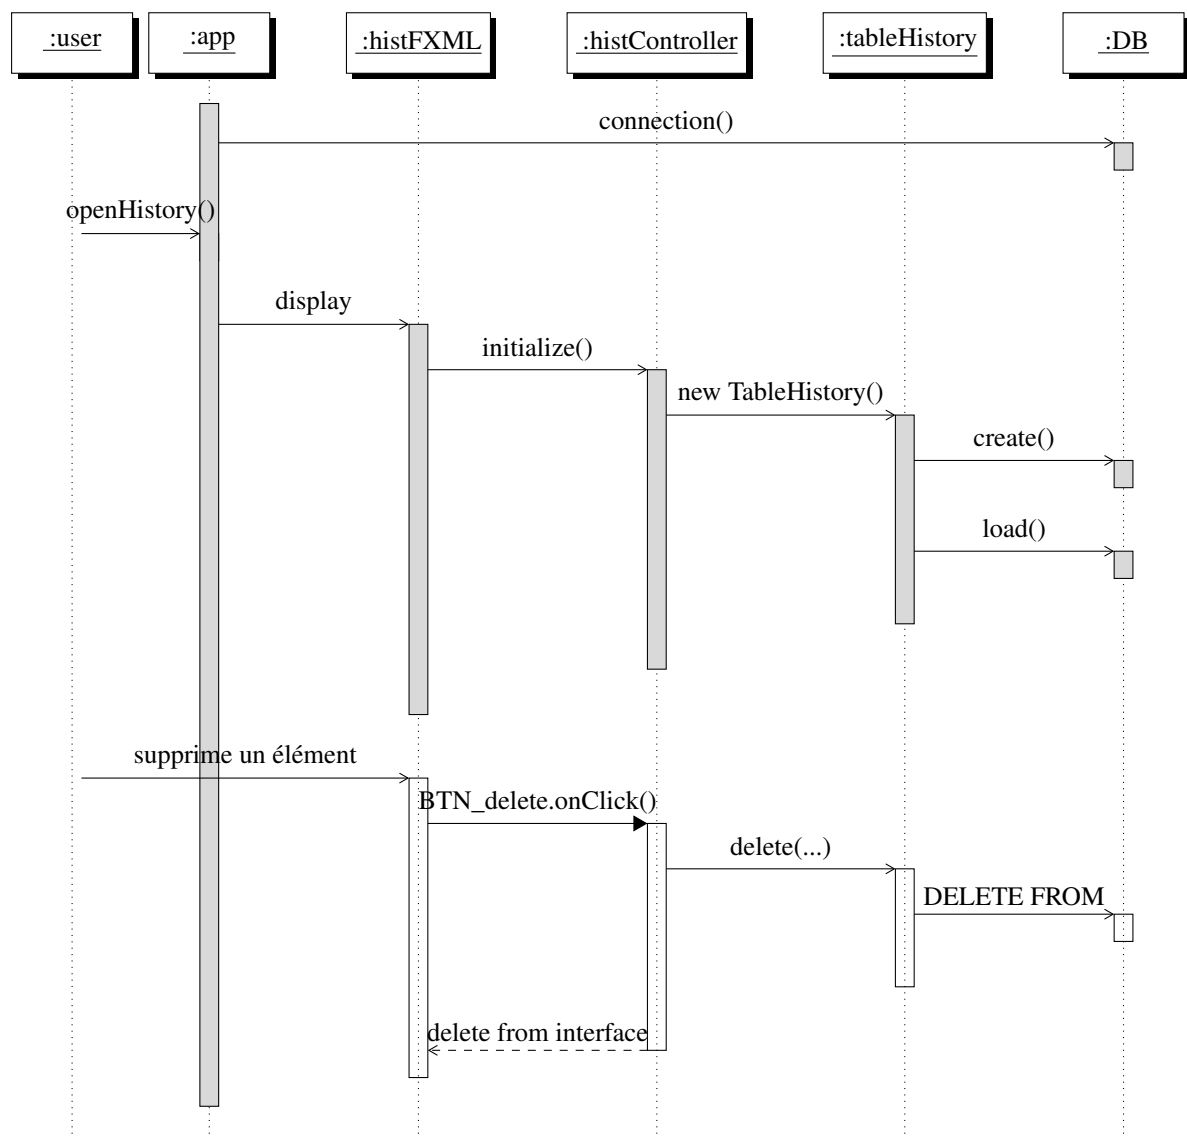 :user
:app
:histFXML
:histController
:tableHistory
:DB
connection()
openHistory()
display
initialize()
new TableHistory()
create()
load()
supprime un élément
BTN_delete.onClick()
delete(...)
DELETE FROM
delete from interface